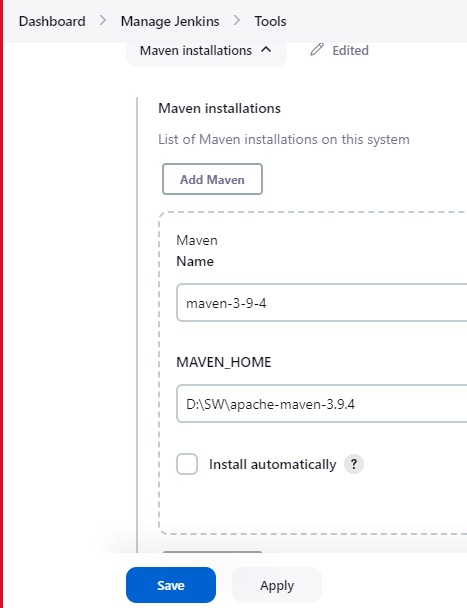 Dashboard > Manage Jenkins > Tools
Maven installations Edited
Maven installations
List of Maven installations on this system
Add Maven
Maven
Name
maven-3-9-4
MAVEN_HOME
D:\SW\apache-maven-3.9.4
Install automatically ?
Save Apply